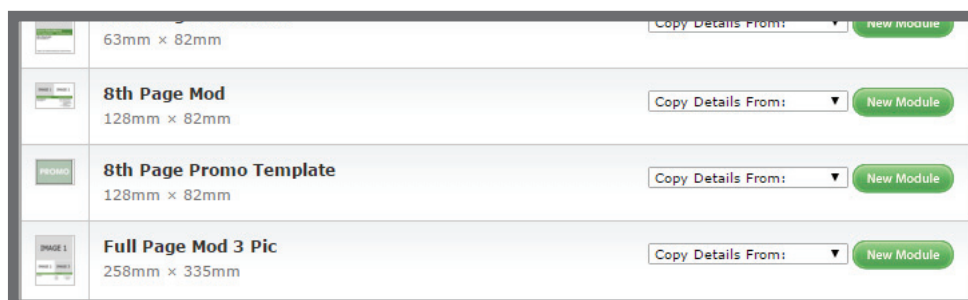 63mm × 82mm
Copy Details From:
New Module
8th Page Mod
128mm × 82mm
Copy Details From:
New Module
PROMO
8th Page Promo Template
128mm × 82mm
Copy Details From:
New Module
IMAGE 1
Full Page Mod 3 Pic
258mm × 335mm
Copy Details From:
New Module